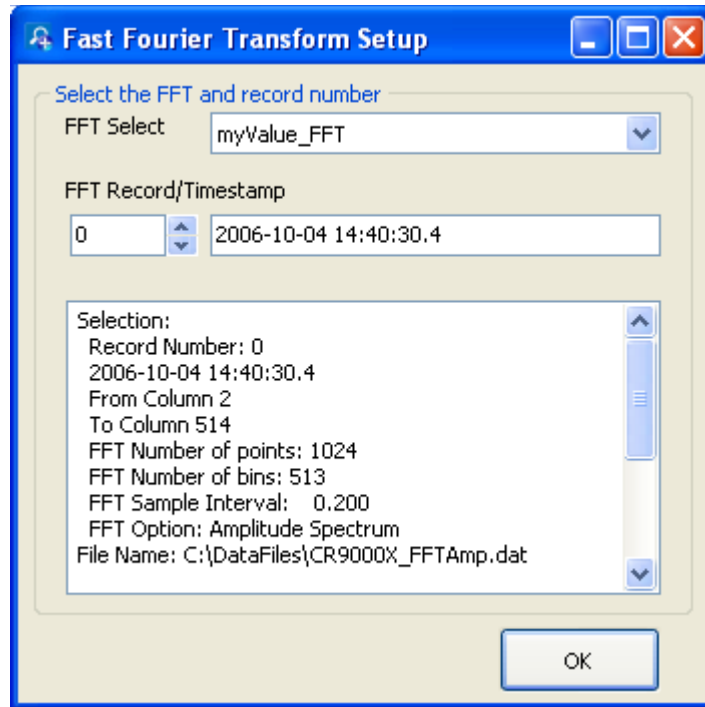 Fast Fourier Transform Setup
Select the FFT and record number
FFT Select myValue_FFT
FFT Record/Timestamp
0 2006-10-04 14:40:30.4
Selection:
Record Number: 0
2006-10-04 14:40:30.4
From Column 2
To Column 514
FFT Number of points: 1024
FFT Number of bins: 513
FFT Sample Interval: 0.200
FFT Option: Amplitude Spectrum
File Name: C:\DataFiles\CR9000X_FFTAmp.dat
OK